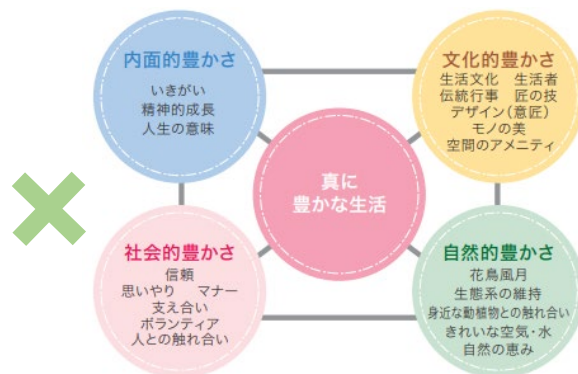 内面的豊かさ
いきがい
精神的成長
人生の意味
文化的豊かさ
生活文化　生活者
伝統行事　匠の技
デザイン(意匠)
モノの美
空間のアメニティ
真に
豊かな生活
社会的豊かさ
信頼
思いやり　マナー
支え合い
ボランティア
人との触れ合い
自然的豊かさ
花鳥風月
生態系の維持
身近な動植物との触れ合い
きれいな空気・水
自然の恵み